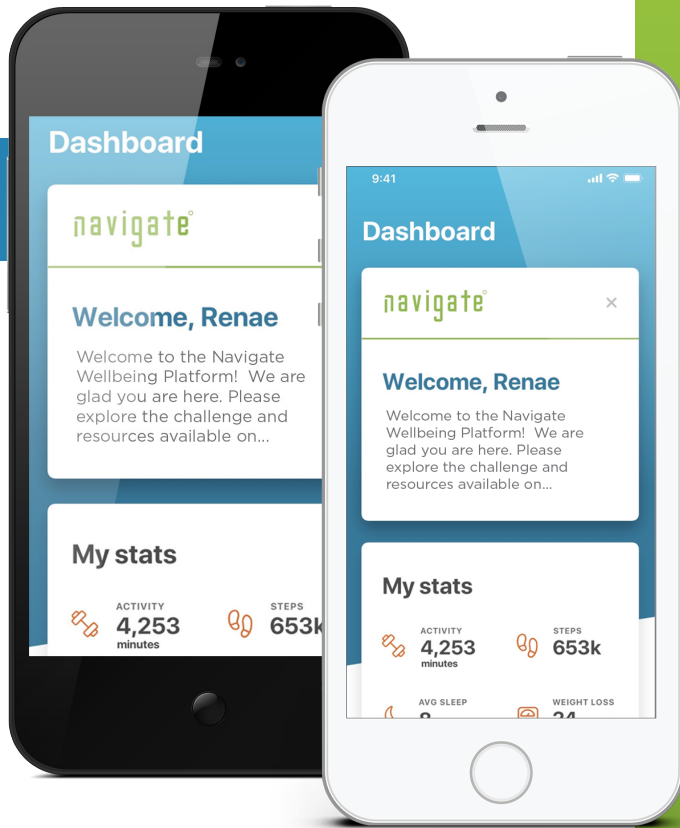 Dashboard
navigate
Welcome, Renae
Welcome to the Navigate
Wellbeing Platform!  We are
glad you are here. Please
explore the challenge and
resources available on...
My stats
ACTIVITY
4,253
minutes
STEPS
653k
9:41
Dashboard
navigate
×
Welcome, Renae
Welcome to the Navigate
Wellbeing Platform!  We are
glad you are here. Please
explore the challenge and
resources available on...
My stats
ACTIVITY
4,253
minutes
STEPS
653k
AVG SLEEP
WEIGHT LOSS